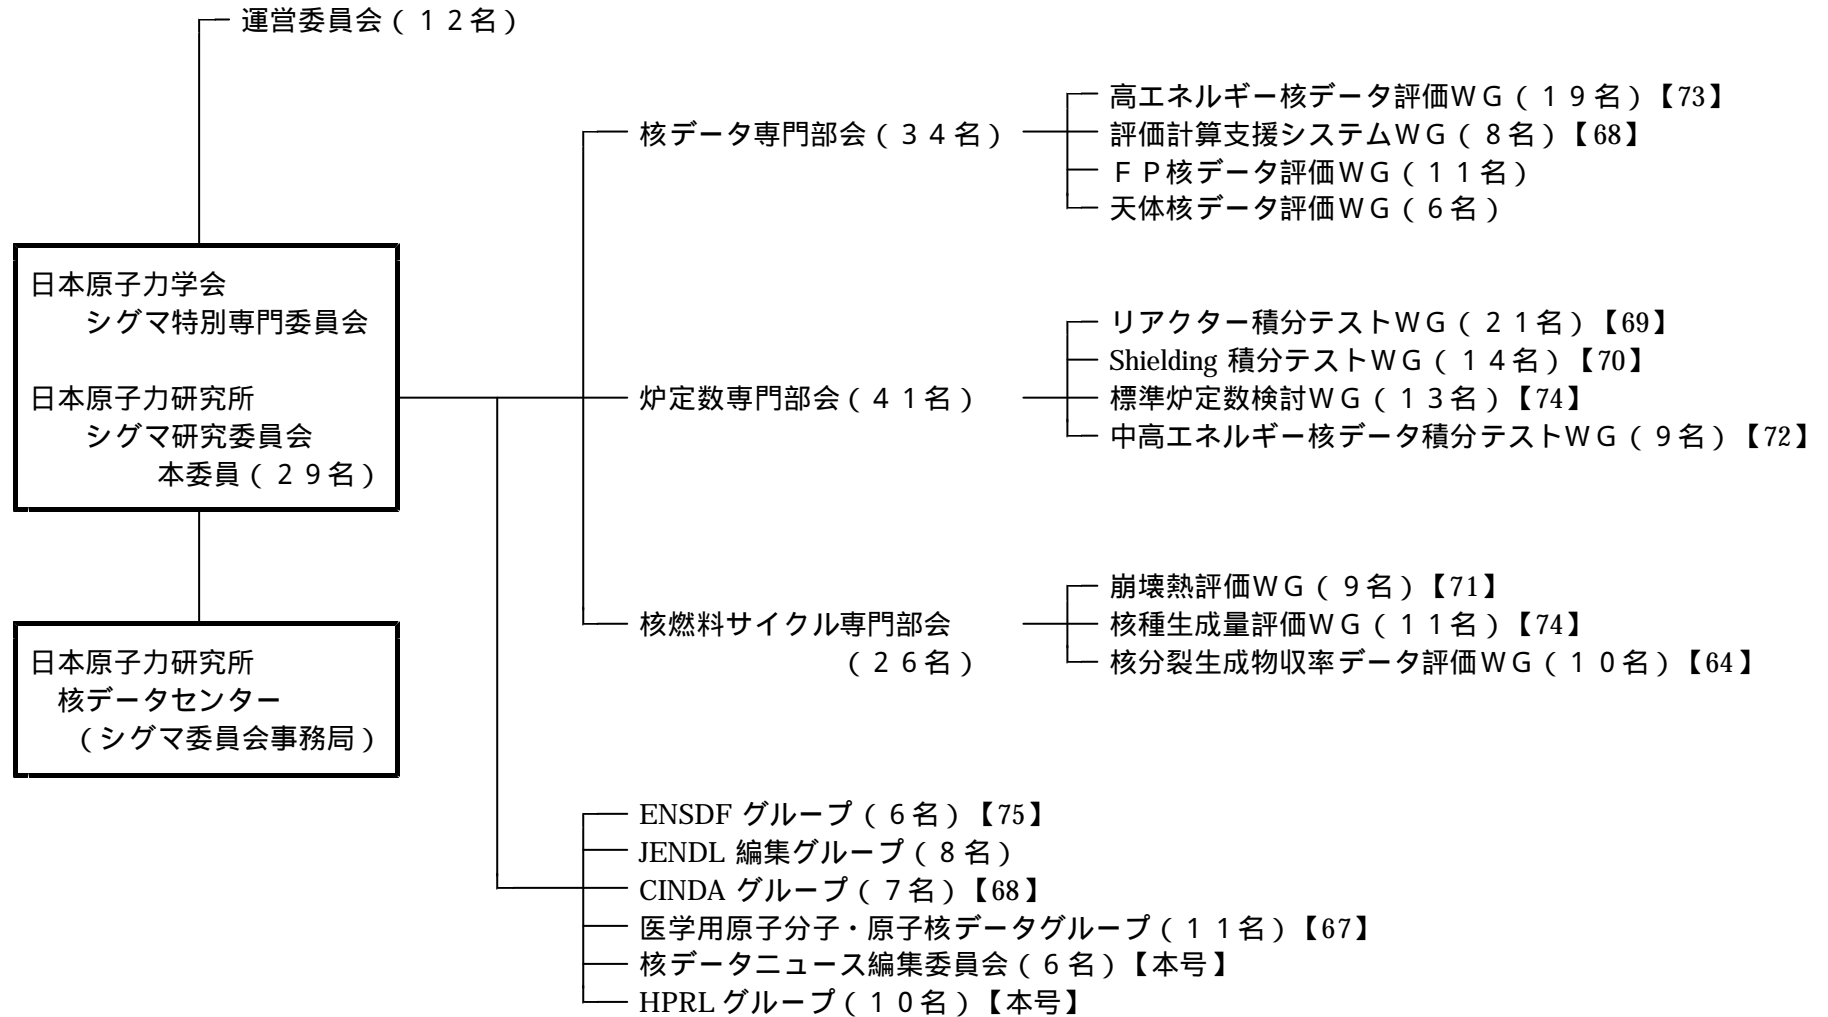 運営委員会（１２名）
核データ専門部会（３４名）
高エネルギー核データ評価ＷＧ（１９名）【73】
評価計算支援システムＷＧ（８名）【68】
ＦＰ核データ評価ＷＧ（１１名）
天体核データ評価ＷＧ（６名）
日本原子力学会
シグマ特別専門委員会
日本原子力研究所
シグマ研究委員会
本委員（２９名）
炉定数専門部会（４１名）
リアクター積分テストＷＧ（２１名）【69】
Shielding 積分テストＷＧ（１４名）【70】
標準炉定数検討ＷＧ（１３名）【74】
中高エネルギー核データ積分テストＷＧ（９名）【72】
核燃料サイクル専門部会
（２６名）
崩壊熱評価ＷＧ（９名）【71】
核種生成量評価ＷＧ（１１名）【74】
核分裂生成物収率データ評価ＷＧ（１０名）【64】
日本原子力研究所
核データセンター
（シグマ委員会事務局）
ENSDF グループ（６名）【75】
JENDL 編集グループ（８名）
CINDA グループ（７名）【68】
医学用原子分子・原子核データグループ（１１名）【67】
核データニュース編集委員会（６名）【本号】
HPRL グループ（１０名）【本号】